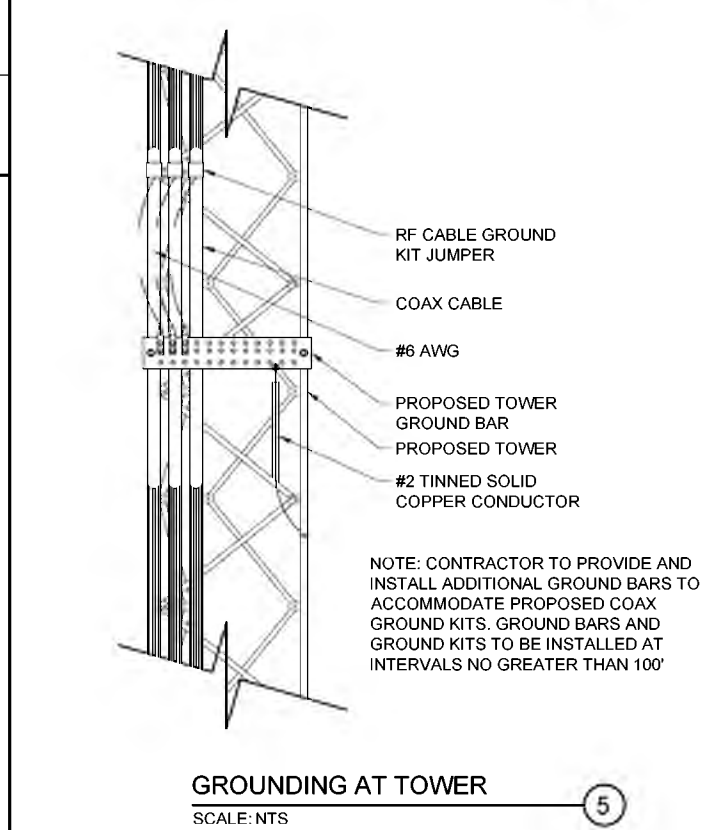 RF CABLE GROUND
KIT JUMPER
COAX CABLE
#6 AWG
PROPOSED TOWER
GROUND BAR
PROPOSED TOWER
#2 TINNED SOLID
COPPER CONDUCTOR
NOTE: CONTRACTOR TO PROVIDE AND
INSTALL ADDITIONAL GROUND BARS TO
ACCOMMODATE PROPOSED COAX
GROUND KITS. GROUND BARS AND
GROUND KITS TO BE INSTALLED AT
INTERVALS NO GREATER THAN 100'
GROUNDING AT TOWER
5
SCALE: NTS